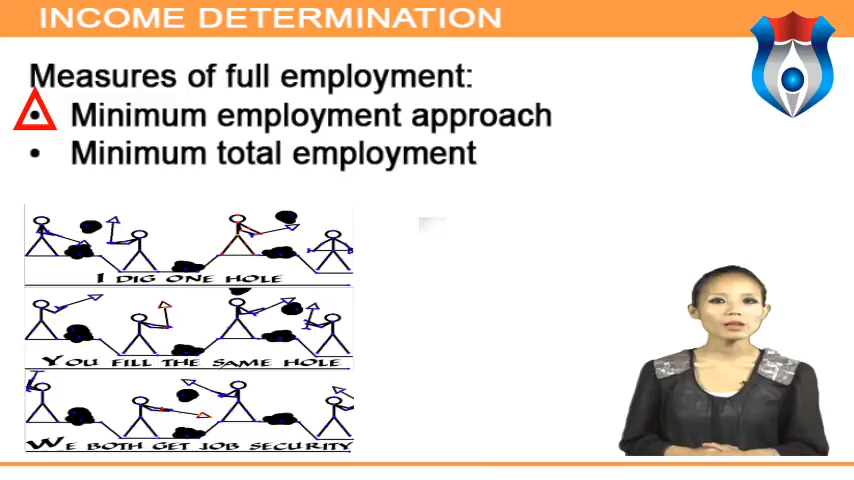 INCOME DETERMINATION
Measures of full employment:
• Minimum employment approach
• Minimum total employment
I DIG ONE HOLE
YOU FILL THE SAME HOLE
WE BOTH GET JOB SECURITY